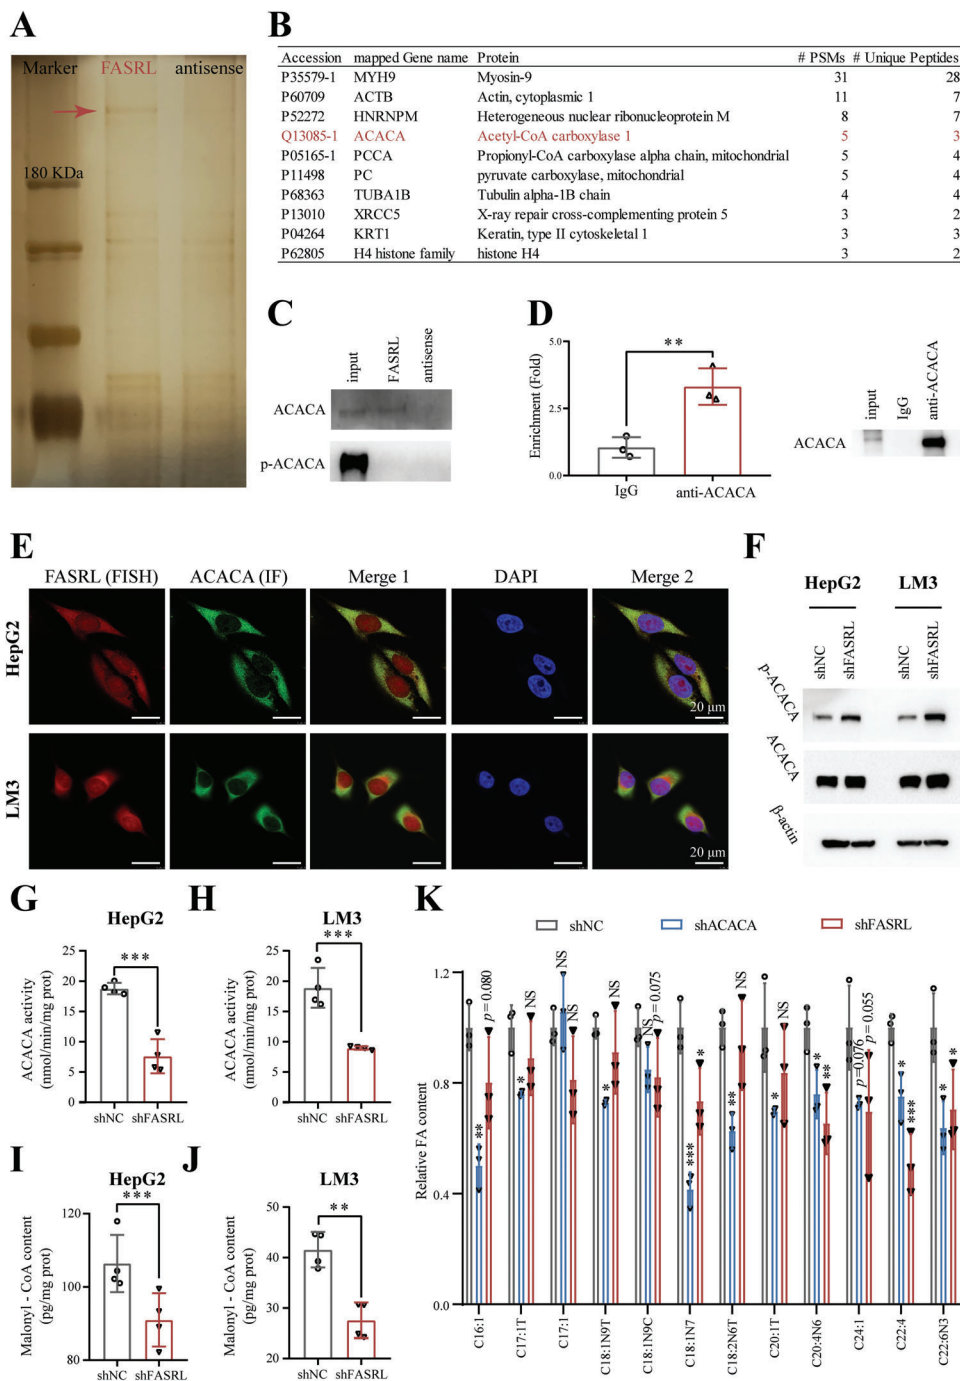 A
Marker FASRL antisense
180 KDa
B
Accession mapped Gene name Protein # PSMs # Unique Peptides
P35579-1 MYH9 Myosin-9 31 28
P60709 ACTB Actin, cytoplasmic 1 11 7
P52272 HNRNPM Heterogeneous nuclear ribonucleoprotein M 8 7
Q13085-1 ACACA Acetyl-CoA carboxylase 1 5 3
P05165-1 PCCA Propionyl-CoA carboxylase alpha chain, mitochondrial 5 4
P11498 PC pyruvate carboxylase, mitochondrial 5 4
P68363 TUBA1B Tubulin alpha-1B chain 4 4
P13010 XRCC5 X-ray repair cross-complementing protein 5 3 2
P04264 KRT1 Keratin, type II cytoskeletal 1 3 3
P62805 H4 histone family histone H4 3 2
C
input FASRL antisense
ACACA
p-ACACA
D
Enrichment (Fold)
5.0
2.5
0.0
**
IgG anti-ACACA
input IgG anti-ACACA
ACACA
E
FASRL (FISH) ACACA (IF) Merge 1 DAPI Merge 2
HepG2
20 µm
LM3
20 µm
F
HepG2 LM3
shNC shFASRL shNC shFASRL
p-ACACA
ACACA
β-actin
G
HepG2
ACACA activity
(nmol/min/mg prot)
25
20
15
10
5
0
***
shNC shFASRL
H
LM3
ACACA activity
(nmol/min/mg prot)
25
20
15
10
5
0
***
shNC shFASRL
I
HepG2
Malonyl - CoA content
(pg/mg prot)
120
100
80
***
shNC shFASRL
J
LM3
Malonyl - CoA content
(pg/mg prot)
50
40
30
20
**
shNC shFASRL
K
shNC shACACA shFASRL
Relative FA content
1.2
0.8
0.4
0.0
** p = 0.080
* NS
NS NS
* NS
NS p = 0.075
*** *
** NS
* NS
* **
p=0.076 p = 0.055
* ***
* *
C16:1 C17:1T C17:1 C18:1N9T C18:1N9C C18:1N7 C18:2N6T C20:1T C20:4N6 C24:1 C22:4 C22:6N3